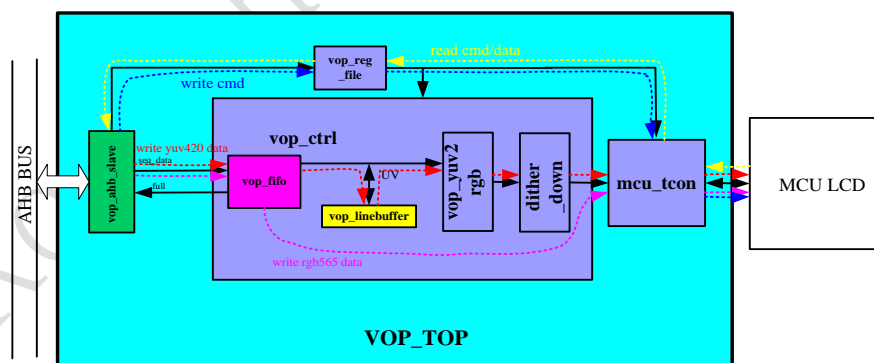 read cmd/data
vop_reg
_file
write cmd
vop_ctrl
AHB BUS
vop_ahb_slave
write yuv420 data
seq_data
full
vop_fifo
UV
vop_linebuffer
vop_yuv2
rgb
dither
_down
mcu_tcon
MCU LCD
write rgb565 data
VOP_TOP